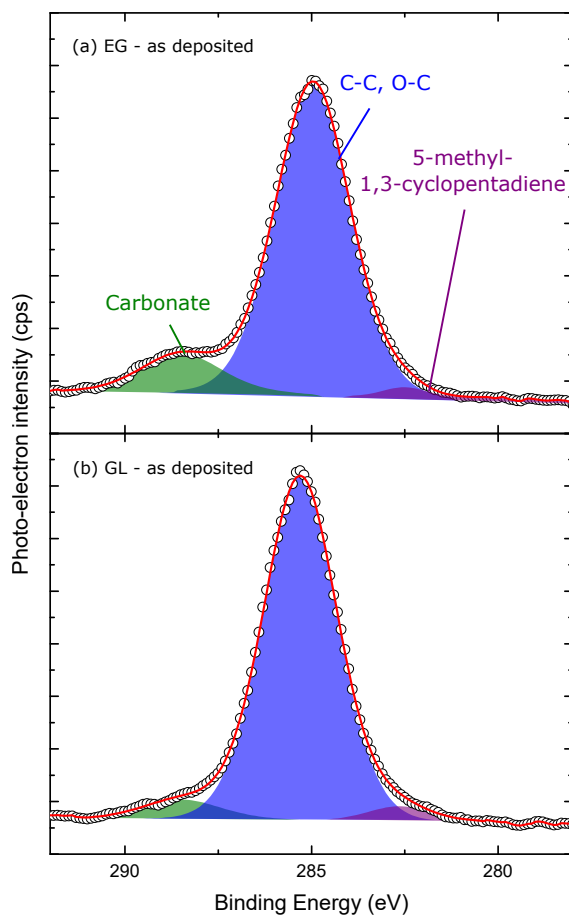 (a) EG - as deposited
C-C, O-C
5-methyl-
1,3-cyclopentadiene
Carbonate
(b) GL - as deposited
Photo-electron intensity (cps)
290
285
280
Binding Energy (eV)